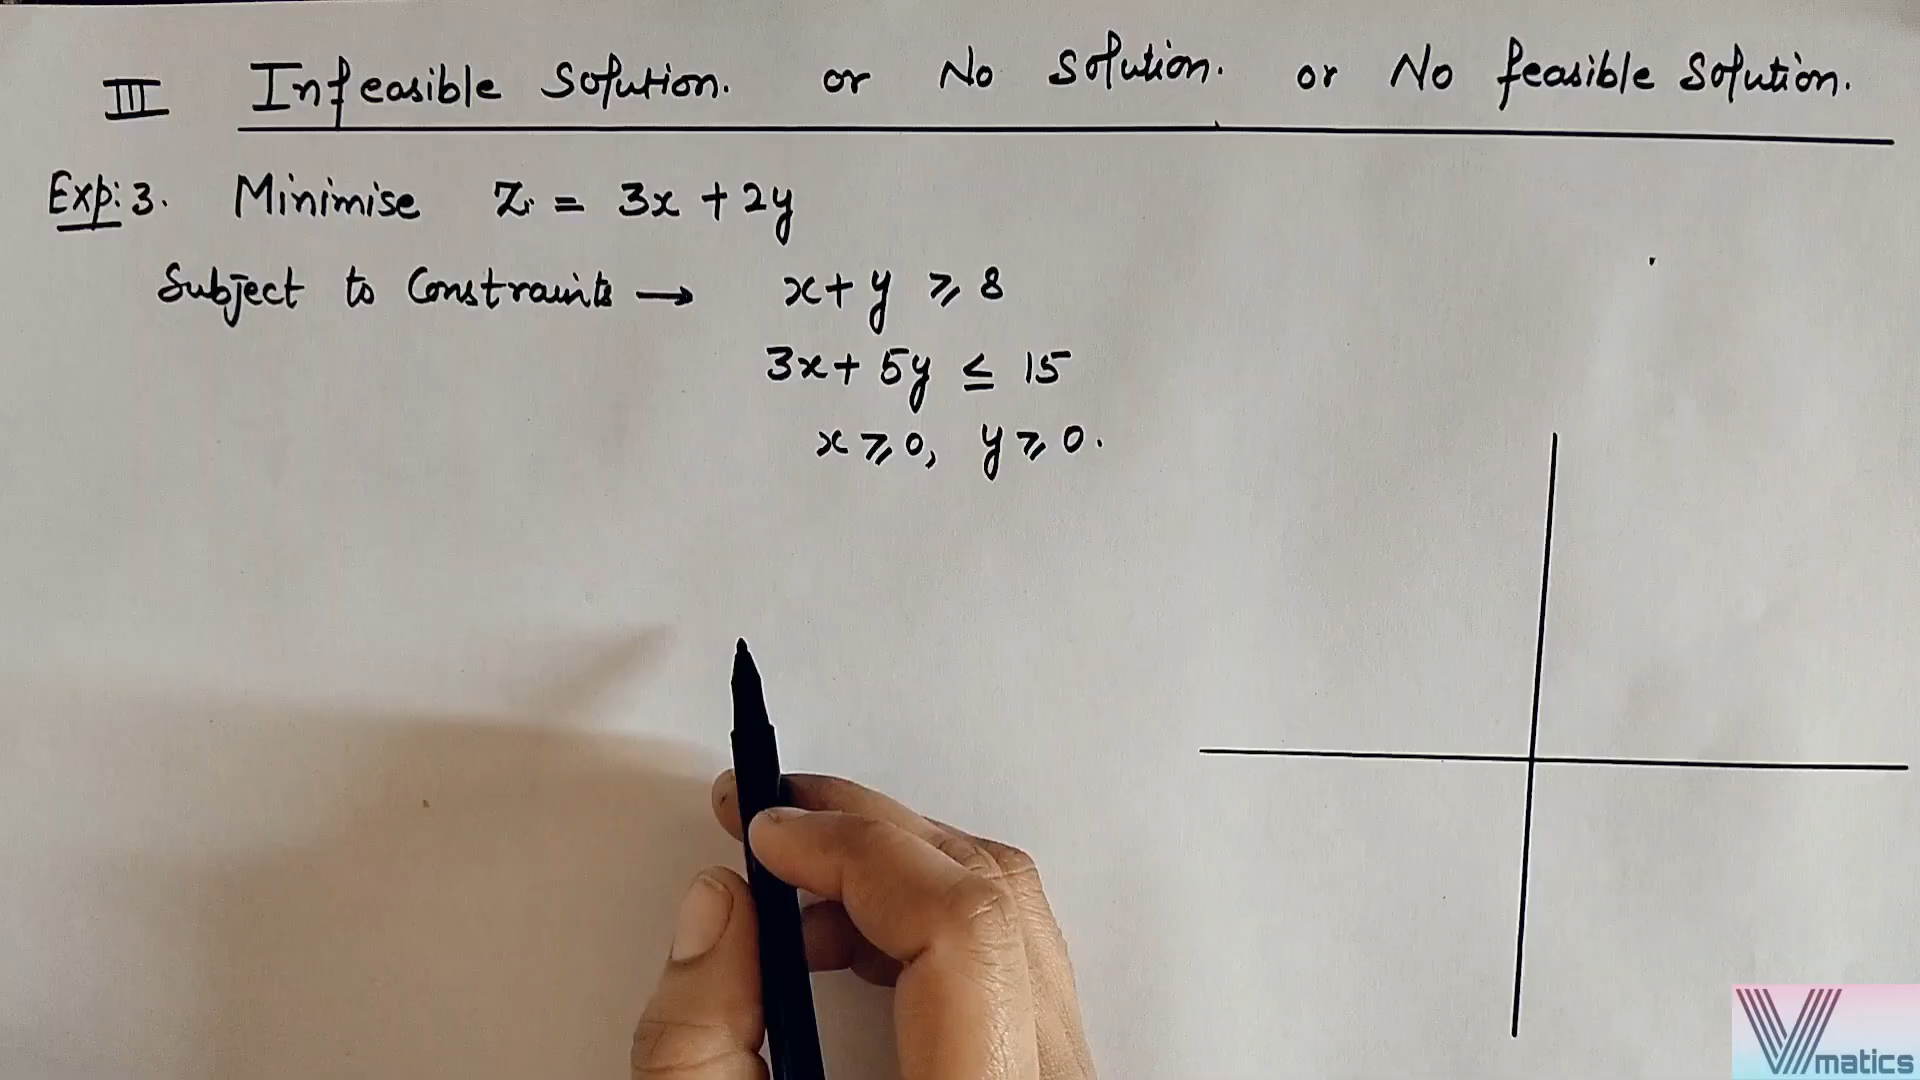 III Infeasible Solution. or No Solution. or No feasible Solution.
Exp: 3. Minimise Z = 3x + 2y
Subject to Constraints → x + y ⩾ 8
3x + 5y ≤ 15
x ⩾ 0, y ⩾ 0.
Vmatics